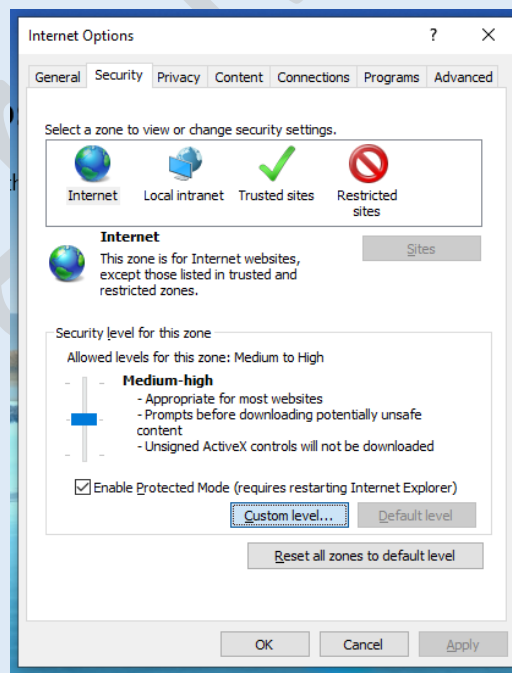 Internet Options ? X
General Security Privacy Content Connections Programs Advanced
Select a zone to view or change security settings.
Internet Local intranet Trusted sites Restricted
sites
Internet
Sites
This zone is for Internet websites,
except those listed in trusted and
restricted zones.
Security level for this zone
Allowed levels for this zone: Medium to High
Medium-high
- Appropriate for most websites
- Prompts before downloading potentially unsafe
content
- Unsigned ActiveX controls will not be downloaded
Enable Protected Mode (requires restarting Internet Explorer)
Custom level... Default level
Reset all zones to default level
OK Cancel Apply